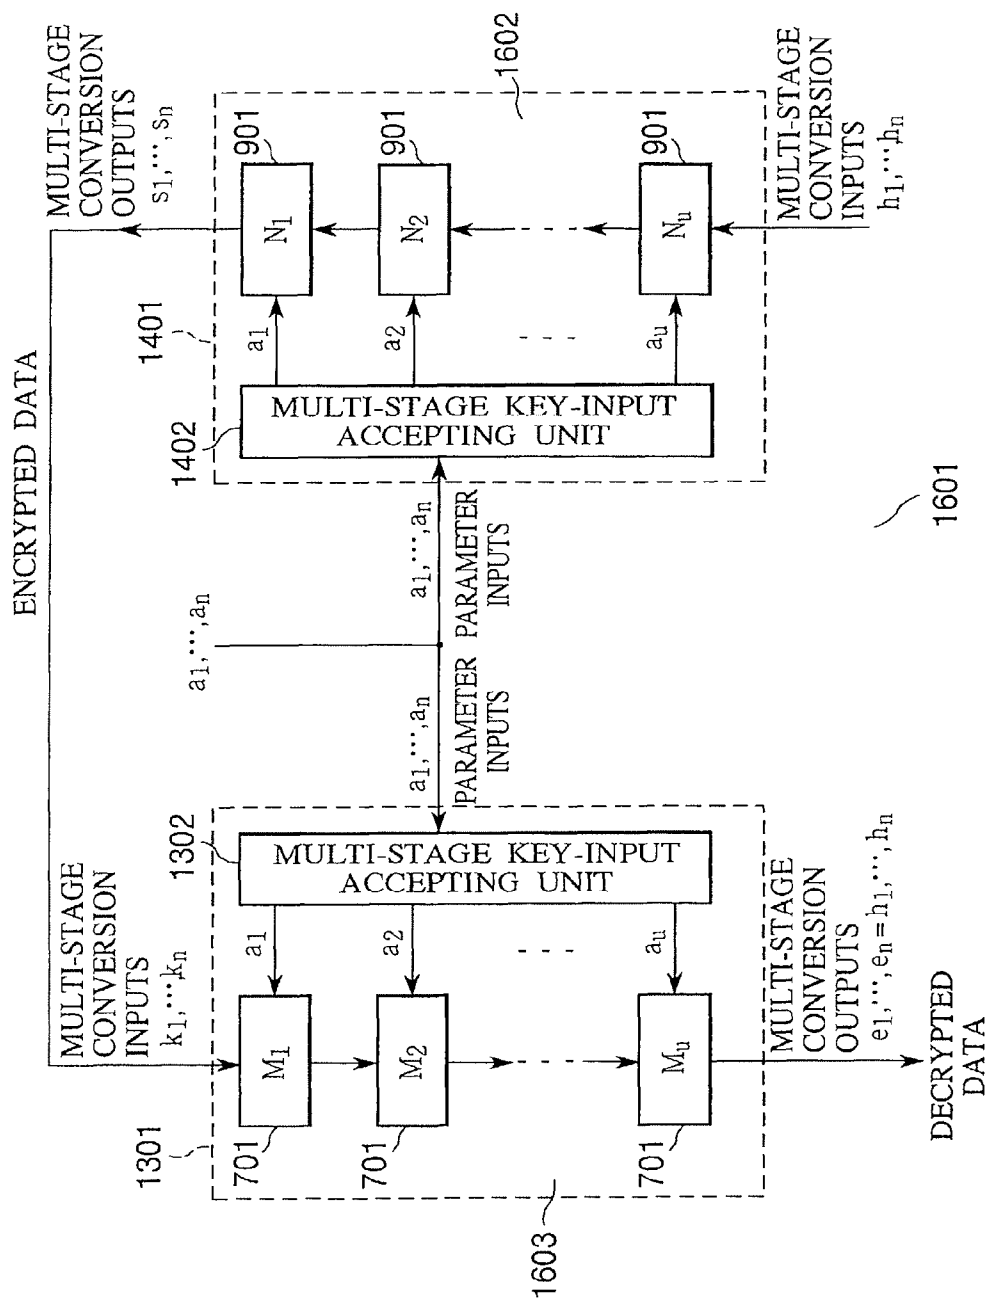 ENCRYPTED DATA
MULTI-STAGE
CONVERSION
INPUTS
k1,⋯,kn
MULTI-STAGE
CONVERSION
OUTPUTS
s1,⋯,sn
1301
1302
a1,⋯,an
1402
1401
701
M1
a1
MULTI-STAGE KEY-INPUT
ACCEPTING UNIT
MULTI-STAGE KEY-INPUT
ACCEPTING UNIT
a1
N1
901
701
M2
a2
a1,⋯,an
PARAMETER
INPUTS
a1,⋯,an
PARAMETER
INPUTS
a2
N2
901
701
Mu
au
au
Nu
901
1603
1602
MULTI-STAGE
CONVERSION
OUTPUTS
e1,⋯,en=h1,⋯,hn
MULTI-STAGE
CONVERSION
INPUTS
h1,⋯,hn
DECRYPTED
DATA
1601